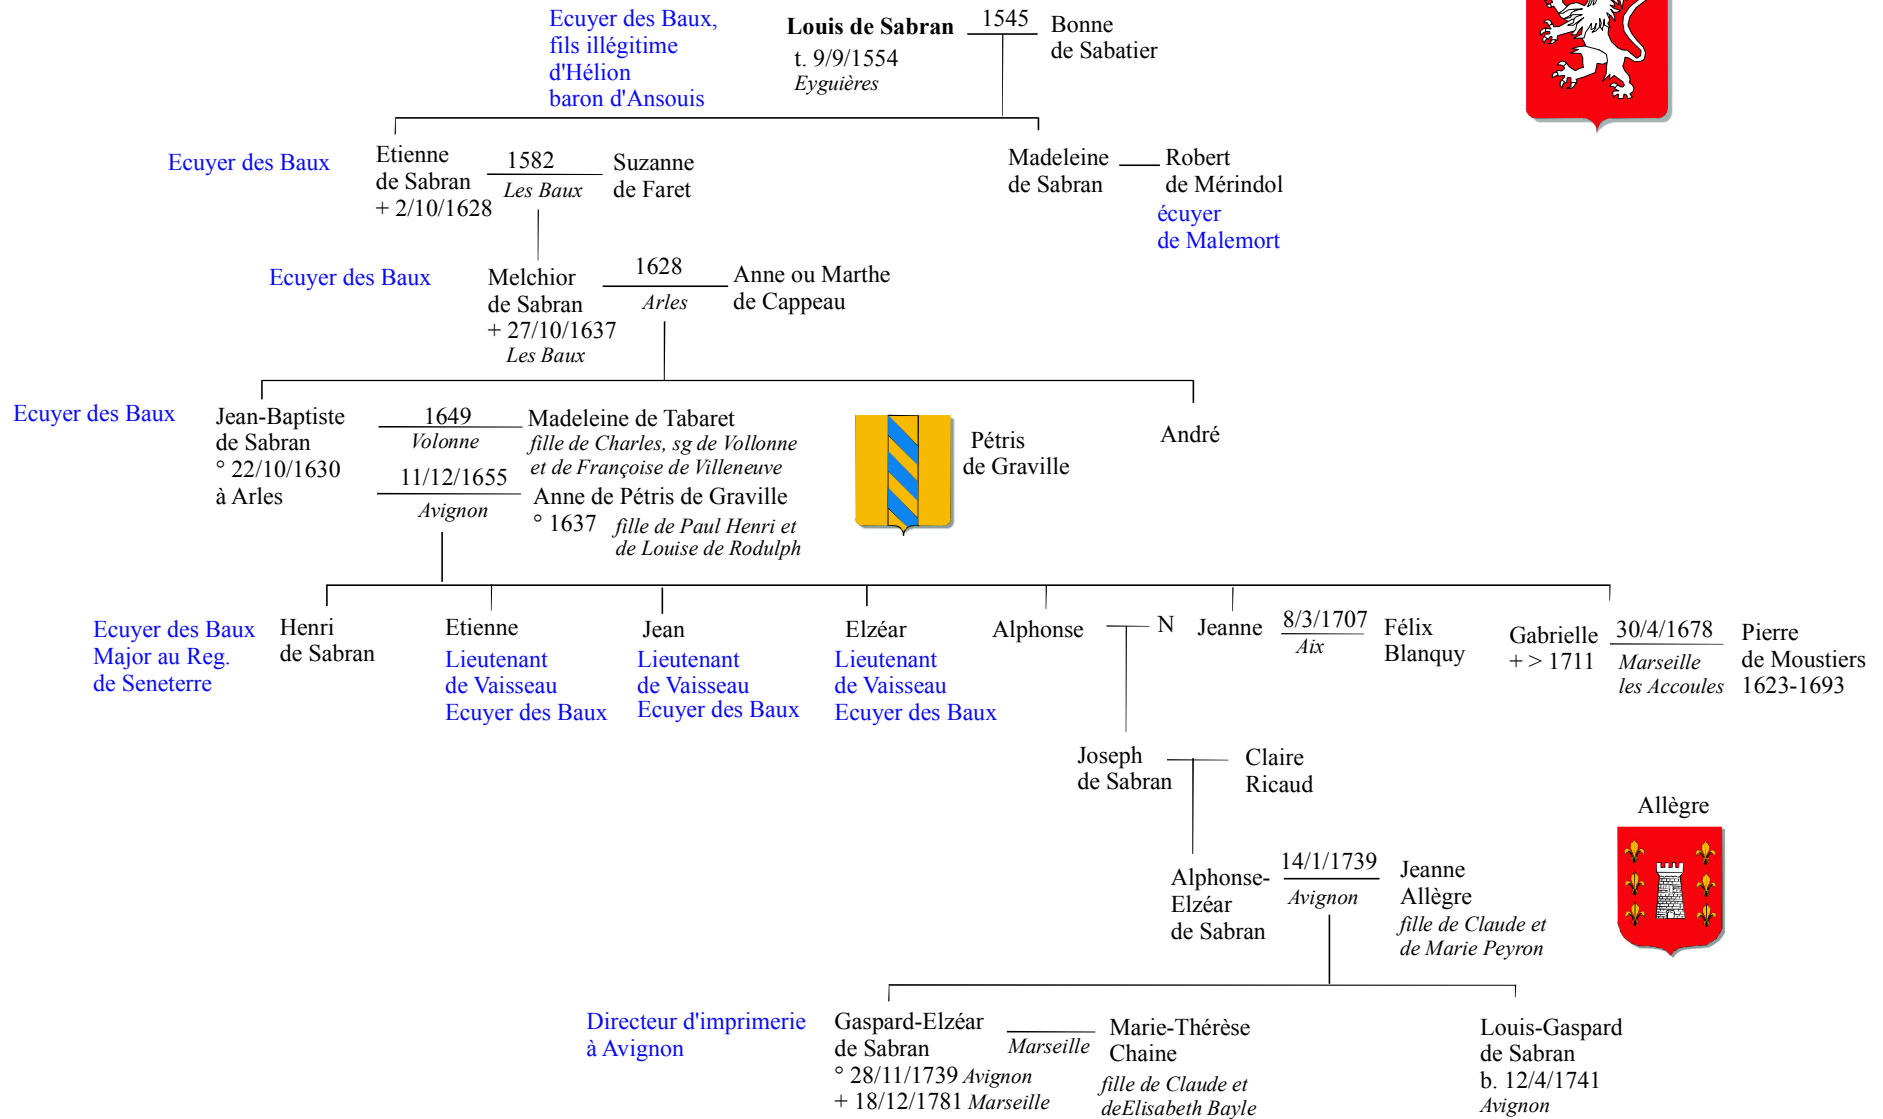 Ecuyer des Baux,
fils illégitime
d'Hélion
baron d'Ansouis
Louis de Sabran
t. 9/9/1554
Eyguières
1545
Bonne
de Sabatier
Ecuyer des Baux
Etienne
de Sabran
+ 2/10/1628
1582
Les Baux
Suzanne
de Faret
Madeleine
de Sabran
Robert
de Mérindol
écuyer
de Malemort
Ecuyer des Baux
Melchior
de Sabran
+ 27/10/1637
Les Baux
1628
Arles
Anne ou Marthe
de Cappeau
Ecuyer des Baux
Jean-Baptiste
de Sabran
° 22/10/1630
à Arles
1649
Volonne
Madeleine de Tabaret
fille de Charles, sg de Vollonne
et de Françoise de Villeneuve
11/12/1655
Avignon
Anne de Pétris de Graville
° 1637 fille de Paul Henri et
de Louise de Rodulph
Pétris
de Graville
André
Ecuyer des Baux
Major au Reg.
de Seneterre
Henri
de Sabran
Etienne
Lieutenant
de Vaisseau
Ecuyer des Baux
Jean
Lieutenant
de Vaisseau
Ecuyer des Baux
Elzéar
Lieutenant
de Vaisseau
Ecuyer des Baux
Alphonse
N
Jeanne
8/3/1707
Aix
Félix
Blanquy
Gabrielle
+ > 1711
30/4/1678
Marseille
les Accoules
Pierre
de Moustiers
1623-1693
Joseph
de Sabran
Claire
Ricaud
Allègre
Alphonse-
Elzéar
de Sabran
14/1/1739
Avignon
Jeanne
Allègre
fille de Claude et
de Marie Peyron
Directeur d'imprimerie
à Avignon
Gaspard-Elzéar
de Sabran
° 28/11/1739 Avignon
+ 18/12/1781 Marseille
Marseille
Marie-Thérèse
Chaine
fille de Claude et
deElisabeth Bayle
Louis-Gaspard
de Sabran
b. 12/4/1741
Avignon